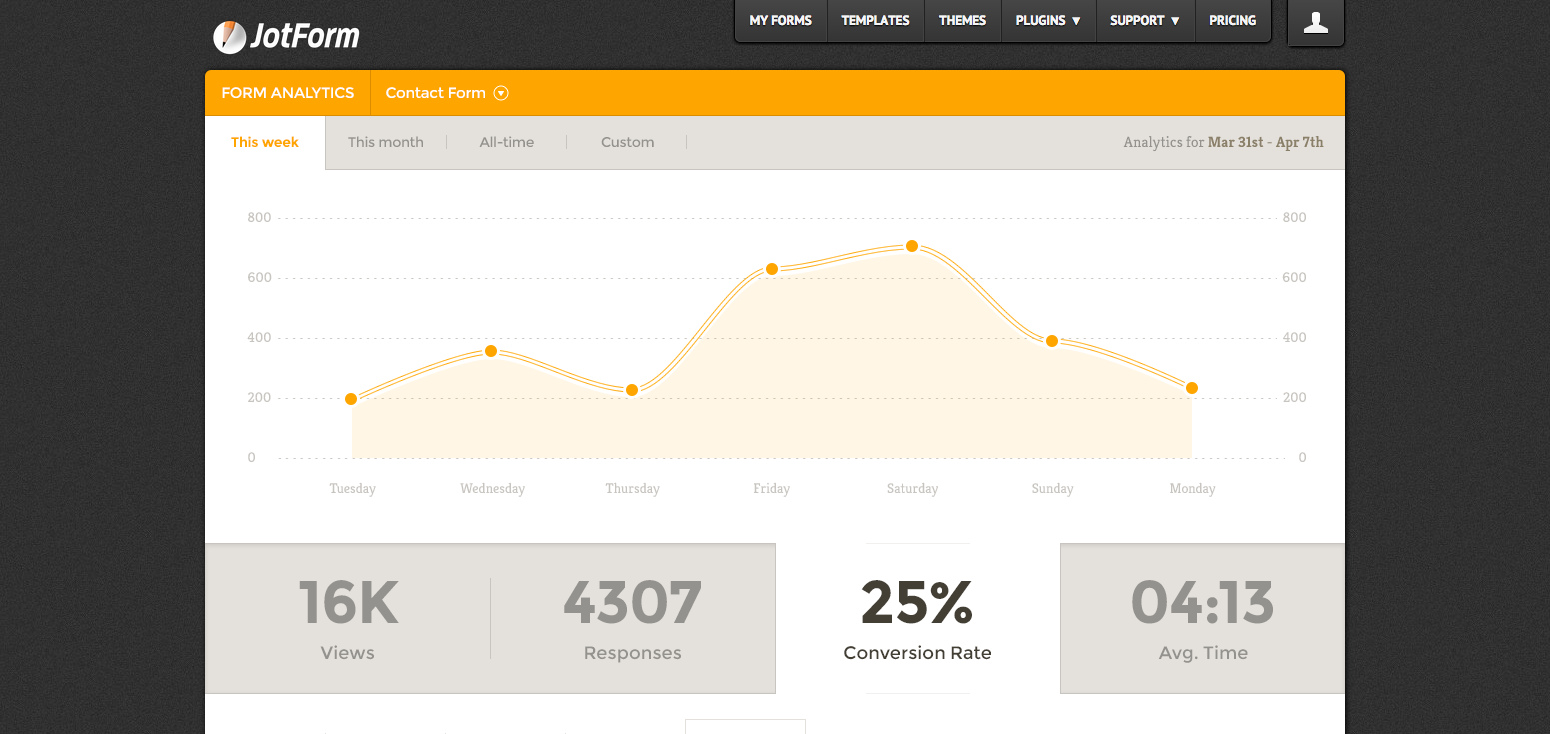 JotForm
MY FORMS TEMPLATES THEMES PLUGINS ▼ SUPPORT ▼ PRICING
FORM ANALYTICS Contact Form
This week This month All-time Custom Analytics for Mar 31st - Apr 7th
800 800
600 600
400 400
200 200
0 0
Tuesday Wednesday Thursday Friday Saturday Sunday Monday
16K 4307 25% 04:13
Views Responses Conversion Rate Avg. Time